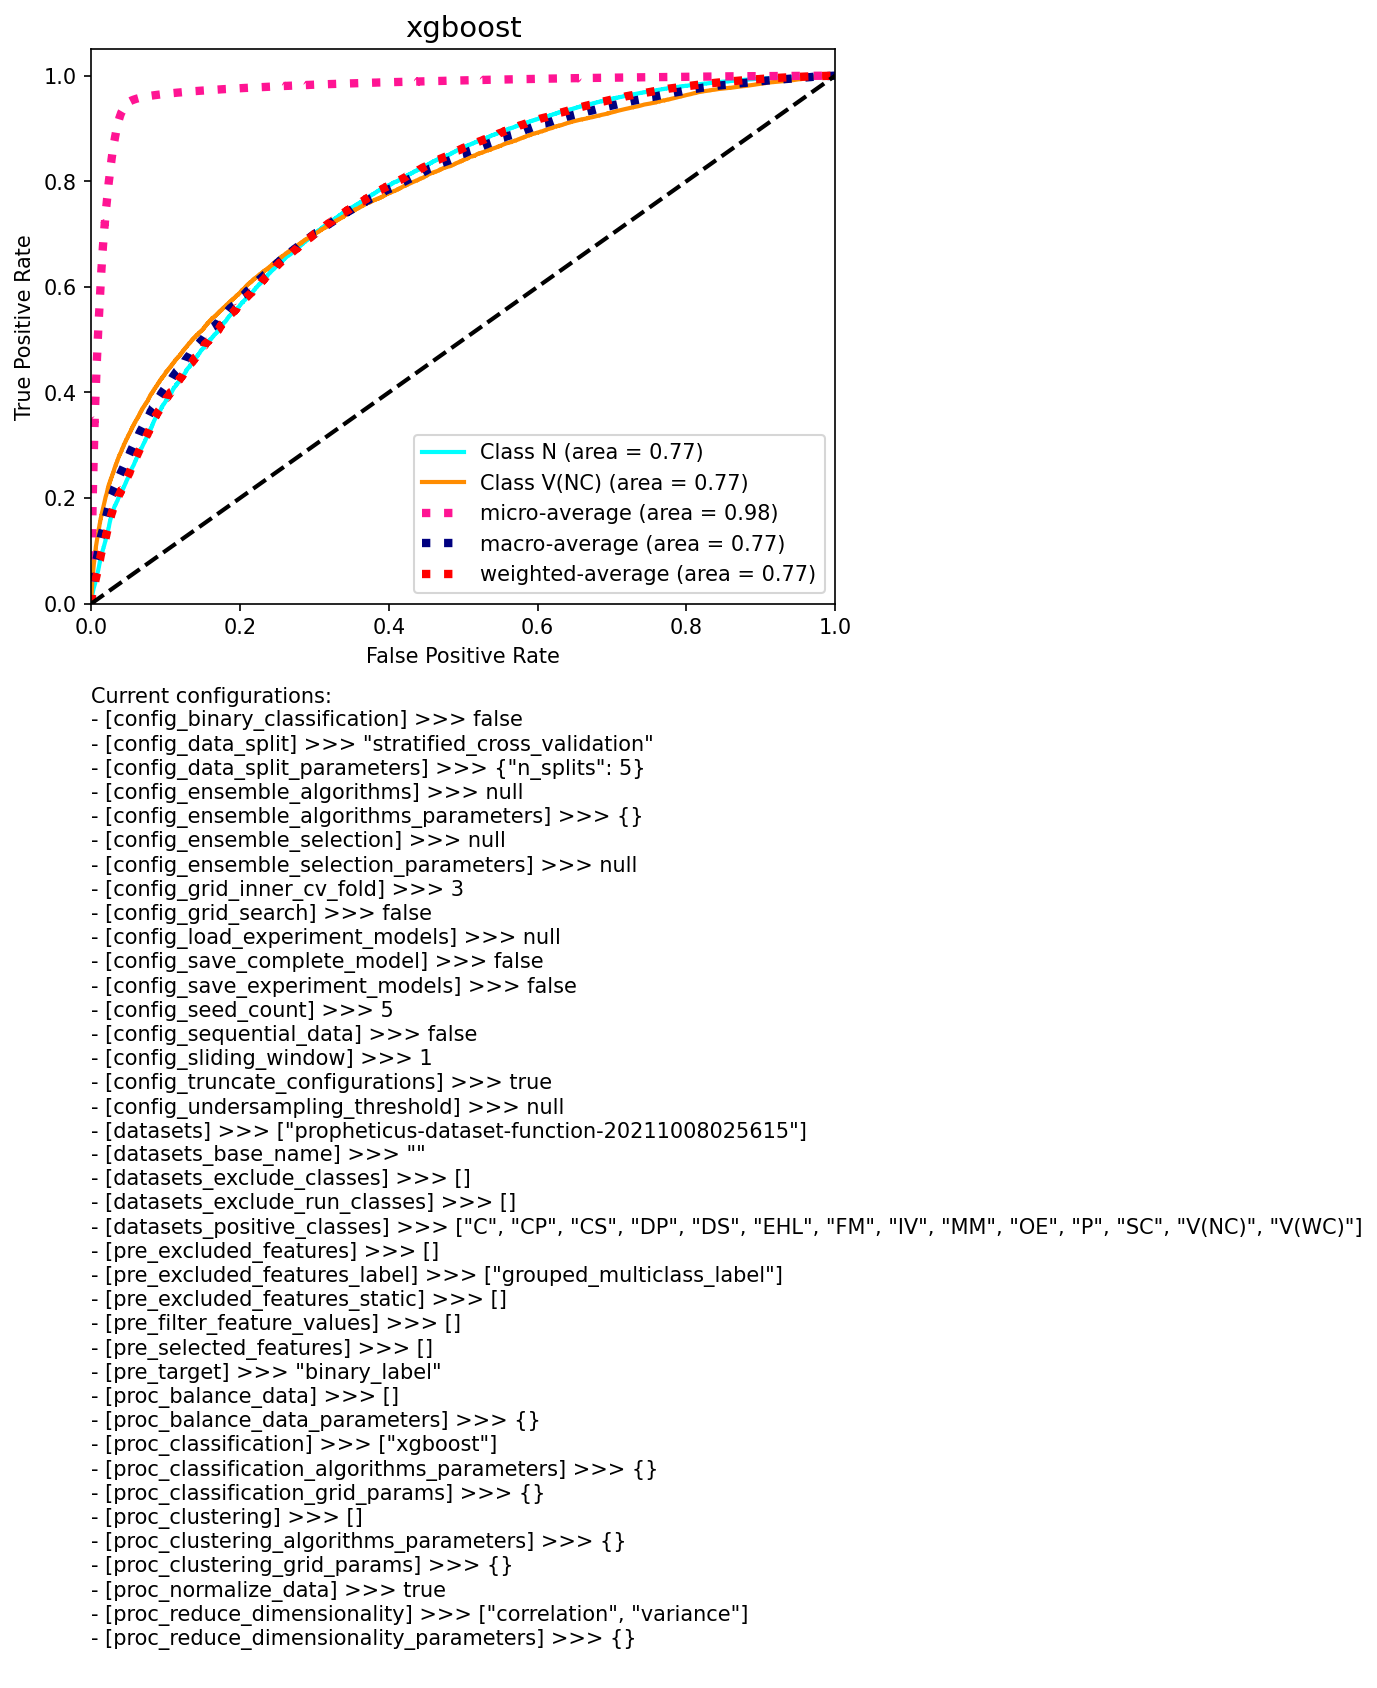 xgboost
1.0
0.8
0.6
0.4
0.2
0.0
True Positive Rate
Class N (area = 0.77)
Class V(NC) (area = 0.77)
micro-average (area = 0.98)
macro-average (area = 0.77)
weighted-average (area = 0.77)
0.0 0.2 0.4 0.6 0.8 1.0
False Positive Rate
Current configurations:
- [config_binary_classification] >>> false
- [config_data_split] >>> "stratified_cross_validation"
- [config_data_split_parameters] >>> {"n_splits": 5}
- [config_ensemble_algorithms] >>> null
- [config_ensemble_algorithms_parameters] >>> {}
- [config_ensemble_selection] >>> null
- [config_ensemble_selection_parameters] >>> null
- [config_grid_inner_cv_fold] >>> 3
- [config_grid_search] >>> false
- [config_load_experiment_models] >>> null
- [config_save_complete_model] >>> false
- [config_save_experiment_models] >>> false
- [config_seed_count] >>> 5
- [config_sequential_data] >>> false
- [config_sliding_window] >>> 1
- [config_truncate_configurations] >>> true
- [config_undersampling_threshold] >>> null
- [datasets] >>> ["propheticus-dataset-function-20211008025615"]
- [datasets_base_name] >>> ""
- [datasets_exclude_classes] >>> []
- [datasets_exclude_run_classes] >>> []
- [datasets_positive_classes] >>> ["C", "CP", "CS", "DP", "DS", "EHL", "FM", "IV", "MM", "OE", "P", "SC", "V(NC)", "V(WC)"]
- [pre_excluded_features] >>> []
- [pre_excluded_features_label] >>> ["grouped_multiclass_label"]
- [pre_excluded_features_static] >>> []
- [pre_filter_feature_values] >>> []
- [pre_selected_features] >>> []
- [pre_target] >>> "binary_label"
- [proc_balance_data] >>> []
- [proc_balance_data_parameters] >>> {}
- [proc_classification] >>> ["xgboost"]
- [proc_classification_algorithms_parameters] >>> {}
- [proc_classification_grid_params] >>> {}
- [proc_clustering] >>> []
- [proc_clustering_algorithms_parameters] >>> {}
- [proc_clustering_grid_params] >>> {}
- [proc_normalize_data] >>> true
- [proc_reduce_dimensionality] >>> ["correlation", "variance"]
- [proc_reduce_dimensionality_parameters] >>> {}